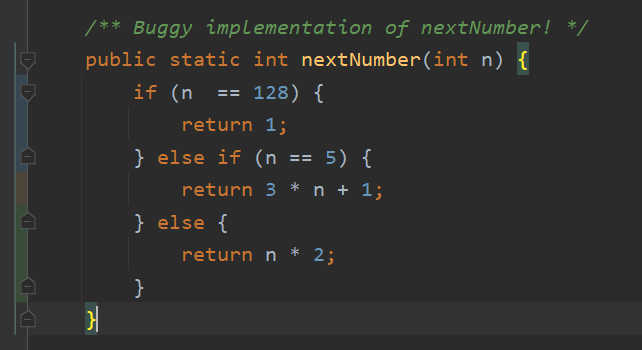 /** Buggy implementation of nextNumber! */
public static int nextNumber(int n) {
    if (n  == 128) {
        return 1;
    } else if (n == 5) {
        return 3 * n + 1;
    } else {
        return n * 2;
    }
}